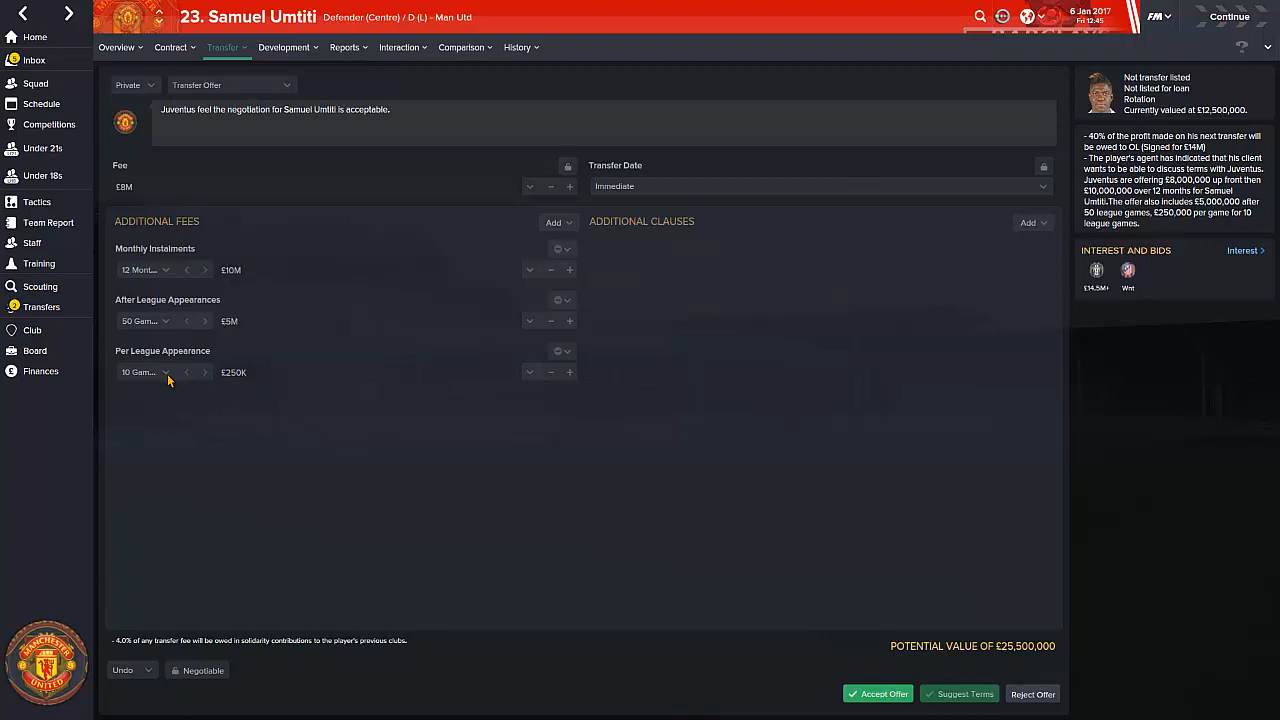 23. Samuel Umtiti Defender (Centre) / D (L) - Man Utd
6 Jan 2017
Fri 12:45
FM
Continue
Home
Inbox
Squad
Schedule
Competitions
Under 21s
Under 18s
Tactics
Team Report
Staff
Training
Scouting
2
Transfers
Club
Board
Finances
Overview Contract Transfer Development Reports Interaction Comparison History
Private Transfer Offer
Juventus feel the negotiation for Samuel Umtiti is acceptable.
Fee
£8M
Transfer Date
Immediate
ADDITIONAL FEES
Add
ADDITIONAL CLAUSES
Add
Monthly Instalments
12 Mont... £10M
After League Appearances
50 Gam... £5M
Per League Appearance
10 Gam... £250K
- 4.0% of any transfer fee will be owed in solidarity contributions to the player's previous clubs.
POTENTIAL VALUE OF £25,500,000
Undo Negotiable
Accept Offer Suggest Terms Reject Offer
Not transfer listed
Not listed for loan
Rotation
Currently valued at £12,500,000.
- 40% of the profit made on his next transfer
will be owed to OL (Signed for £14M)
- The player's agent has indicated that his client
wants to be able to discuss terms with Juventus.
Juventus are offering £8,000,000 up front then
£10,000,000 over 12 months for Samuel
Umtiti.The offer also includes £5,000,000 after
50 league games, £250,000 per game for 10
league games.
INTEREST AND BIDS Interest >
£14.5M+ Wnt
MANCHESTER
UNITED